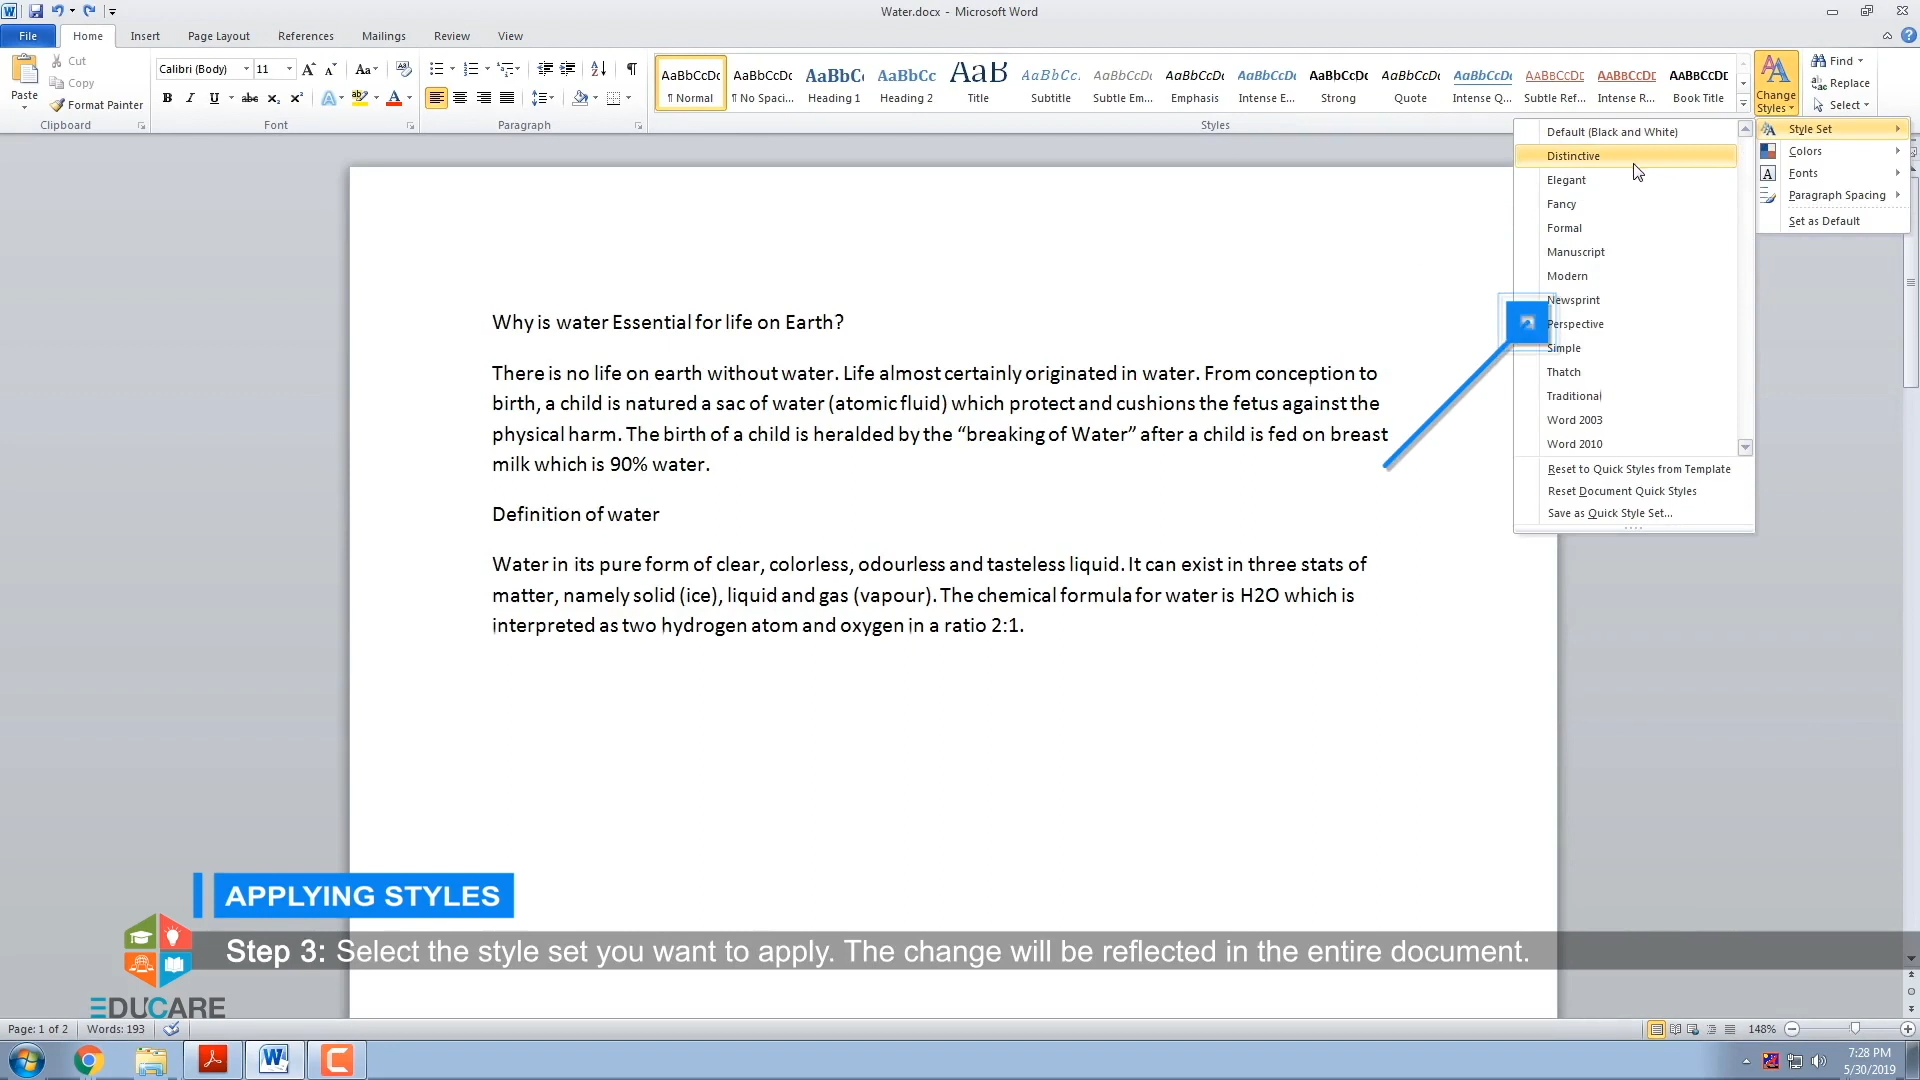 Water.docx - Microsoft Word
File Home Insert Page Layout References Mailings Review View
Paste
Cut
Copy
Format Painter
Clipboard
Calibri (Body) 11
Font
Paragraph
AaBbCcDc AaBbCcDc AaBbC AaBbCc AaB AaBbCc. AaBbCcDc AaBbCcDc AaBbCcDc AaBbCcDc AaBbCcDc AaBbCcDc AABBCCDE AABBCCDE AABBCCDE
¶ Normal ¶ No Spaci... Heading 1 Heading 2 Title Subtitle Subtle Em... Emphasis Intense E... Strong Quote Intense Q... Subtle Ref... Intense R... Book Title
Styles
Change
Styles
Find
Replace
Select
Style Set
Colors
Fonts
Paragraph Spacing
Set as Default
Default (Black and White)
Distinctive
Elegant
Fancy
Formal
Manuscript
Modern
Newsprint
Perspective
Simple
Thatch
Traditional
Word 2003
Word 2010
Reset to Quick Styles from Template
Reset Document Quick Styles
Save as Quick Style Set...
Why is water Essential for life on Earth?
There is no life on earth without water. Life almost certainly originated in water. From conception to
birth, a child is natured a sac of water (atomic fluid) which protect and cushions the fetus against the
physical harm. The birth of a child is heralded by the “breaking of Water” after a child is fed on breast
milk which is 90% water.
Definition of water
Water in its pure form of clear, colorless, odourless and tasteless liquid. It can exist in three stats of
matter, namely solid (ice), liquid and gas (vapour). The chemical formula for water is H2O which is
interpreted as two hydrogen atom and oxygen in a ratio 2:1.
APPLYING STYLES
Step 3: Select the style set you want to apply. The change will be reflected in the entire document.
EDUCARE
Page: 1 of 2 Words: 193
148%
7:28 PM
5/30/2019